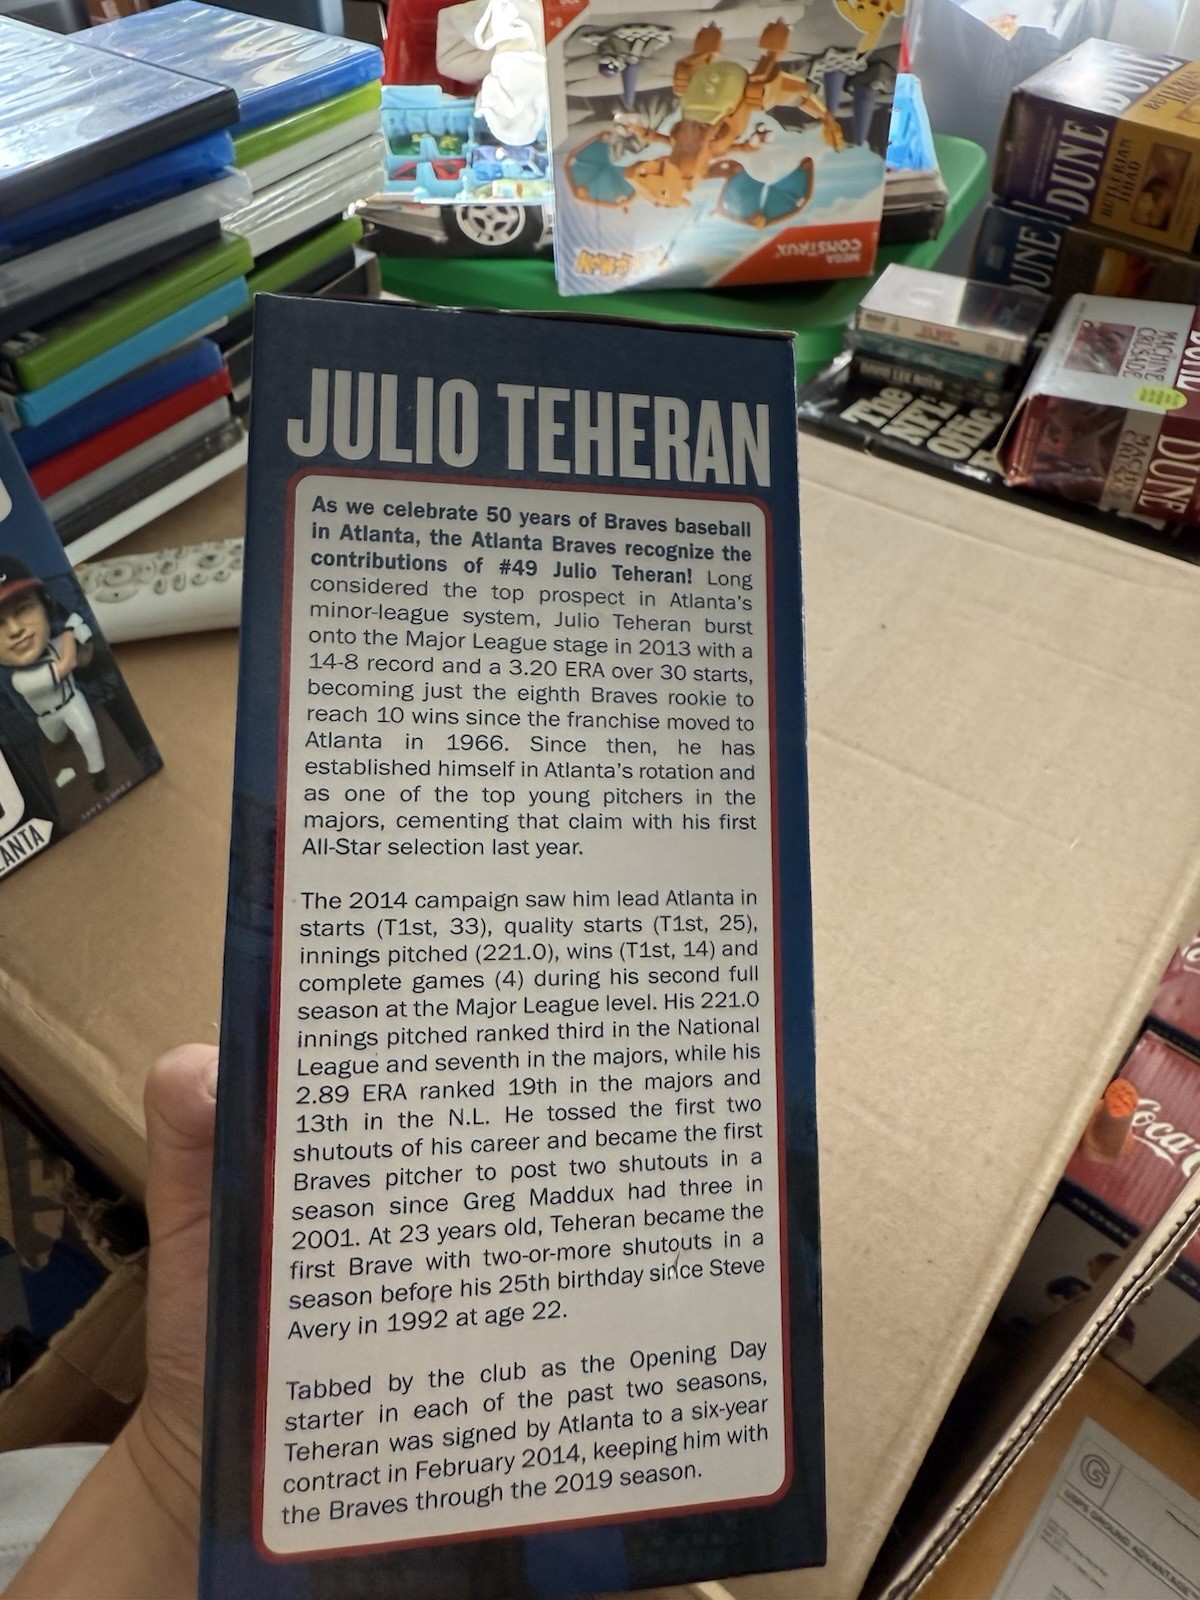 JULIO TEHERAN
As we celebrate 50 years of Braves baseball
in Atlanta, the Atlanta Braves recognize the
contributions of #49 Julio Teheran! Long
considered the top prospect in Atlanta's
minor-league system, Julio Teheran burst
onto the Major League stage in 2013 with a
14-8 record and a 3.20 ERA over 30 starts,
becoming just the eighth Braves rookie to
reach 10 wins since the franchise moved to
Atlanta in 1966. Since then, he has
established himself in Atlanta's rotation and
as one of the top young pitchers in the
majors, cementing that claim with his first
All-Star selection last year.
The 2014 campaign saw him lead Atlanta in
starts (T1st, 33), quality starts (T1st, 25),
innings pitched (221.0), wins (T1st, 14) and
complete games (4) during his second full
season at the Major League level. His 221.0
innings pitched ranked third in the National
League and seventh in the majors, while his
2.89 ERA ranked 19th in the majors and
13th in the N.L. He tossed the first two
shutouts of his career and became the first
Braves pitcher to post two shutouts in a
season since Greg Maddux had three in
2001. At 23 years old, Teheran became the
first Brave with two-or-more shutouts in a
season before his 25th birthday since Steve
Avery in 1992 at age 22.
Tabbed by the club as the Opening Day
starter in each of the past two seasons,
Teheran was signed by Atlanta to a six-year
contract in February 2014, keeping him with
the Braves through the 2019 season.
MEGA
CONSTRUX
DUNE
BUTLERIAN
JIHAD
DUNE
MACHINE
CRUSADE
DUNE
The
NFL
LANTA
G
USPS GROUND ADVANTAGE